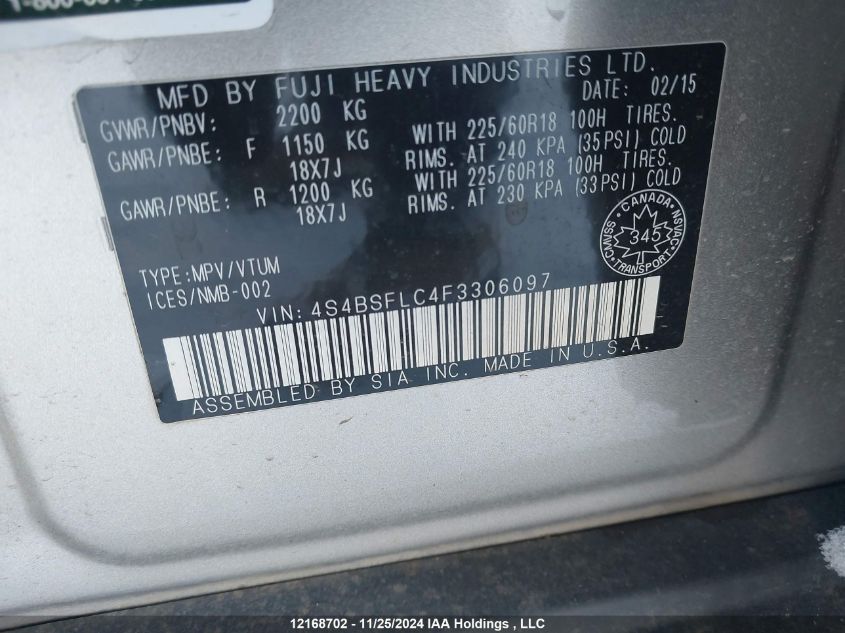 MFD BY FUJI HEAVY INDUSTRIES LTD.
DATE: 02/15
GVWR/PNBV: 2200 KG
GAWR/PNBE: F 1150 KG WITH 225/60R18 100H TIRES.
18X7J RIMS. AT 240 KPA (35PSI) COLD
GAWR/PNBE: R 1200 KG WITH 225/60R18 100H TIRES.
18X7J RIMS. AT 230 KPA (33PSI) COLD
CANADA
CMVSS 345 NSVAC
TRANSPORT
TYPE:MPV/VTUM
ICES/NMB-002
VIN: 4S4BSFLC4F3306097
ASSEMBLED BY SIA INC. MADE IN U.S.A.
12168702 - 11/25/2024 IAA Holdings , LLC